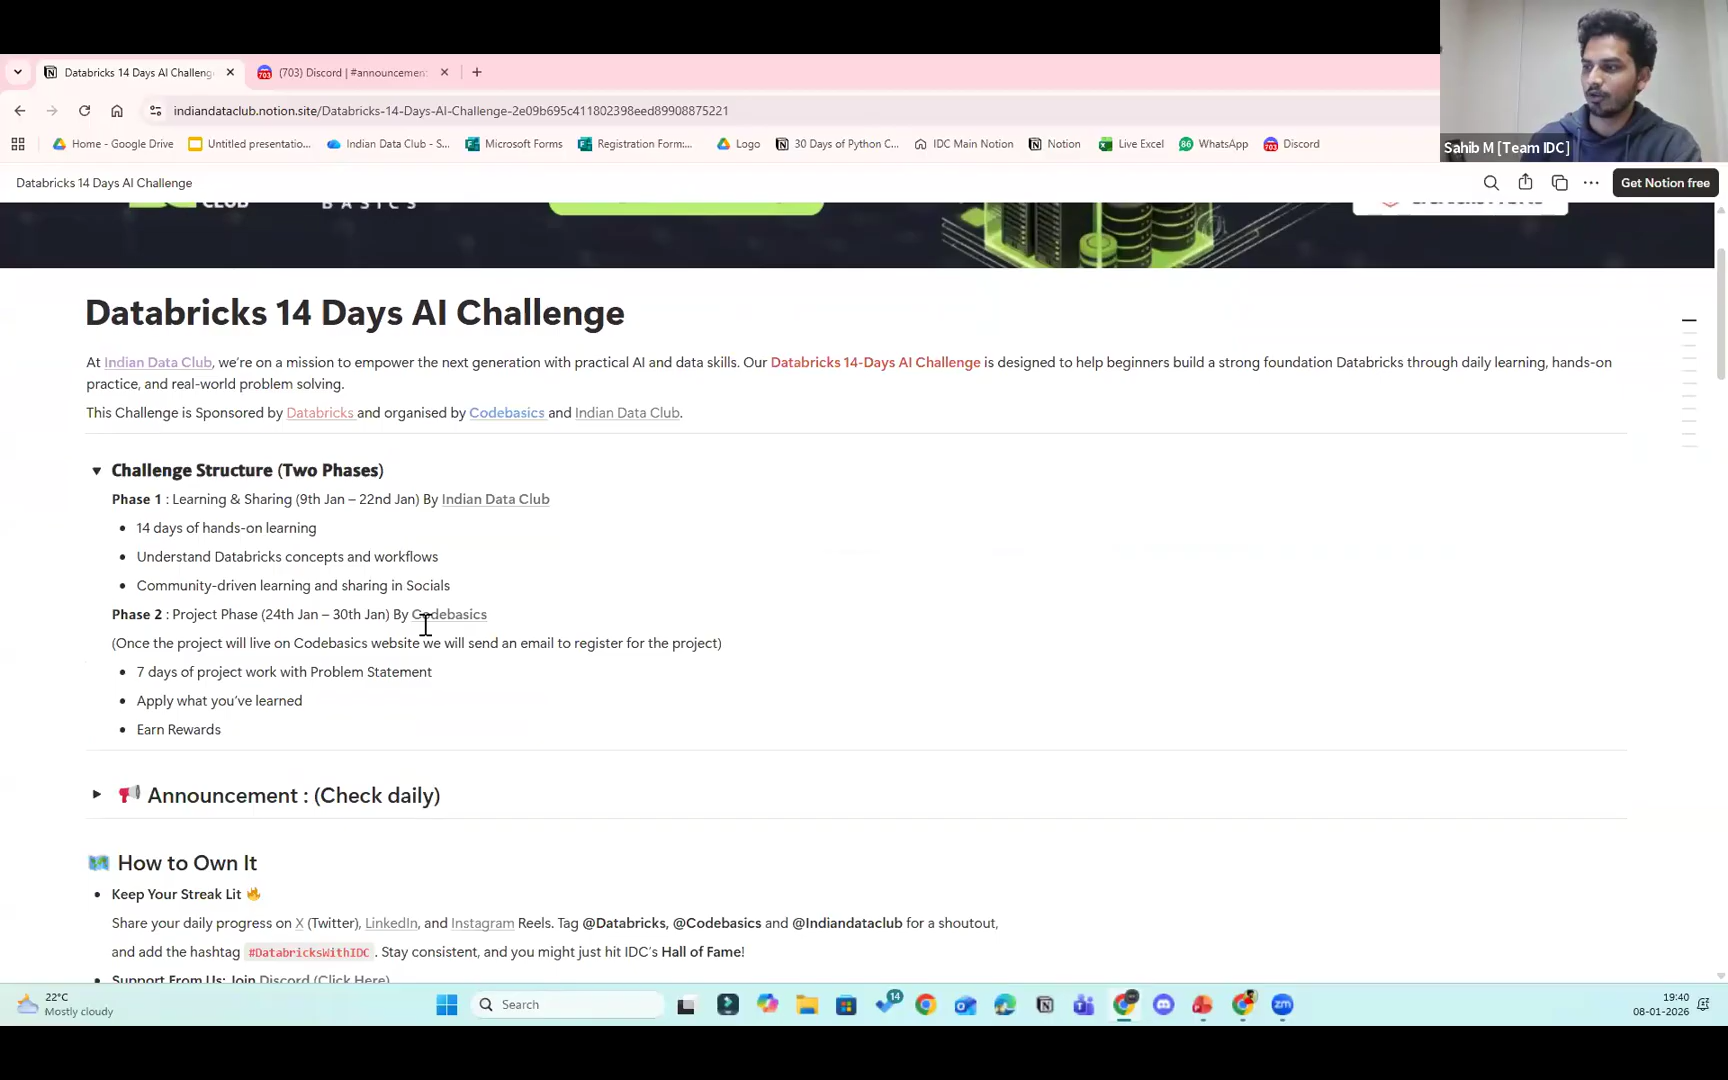 Databricks 14 Days AI Challeng
(703) Discord | #announcement
indiandataclub.notion.site/Databricks-14-Days-AI-Challenge-2e09b695c411802398eed89908875221
Home - Google Drive
Untitled presentatio...
Indian Data Club - S...
Microsoft Forms
Registration Form:...
Logo
30 Days of Python C...
IDC Main Notion
Notion
Live Excel
WhatsApp
Discord
Sahib M [Team IDC]
Databricks 14 Days AI Challenge
Get Notion free
CLUB
BASICS
Databricks 14 Days AI Challenge
At Indian Data Club, we're on a mission to empower the next generation with practical AI and data skills. Our Databricks 14-Days AI Challenge is designed to help beginners build a strong foundation Databricks through daily learning, hands-on
practice, and real-world problem solving.
This Challenge is Sponsored by Databricks and organised by Codebasics and Indian Data Club.
Challenge Structure (Two Phases)
Phase 1 : Learning & Sharing (9th Jan – 22nd Jan) By Indian Data Club
• 14 days of hands-on learning
• Understand Databricks concepts and workflows
• Community-driven learning and sharing in Socials
Phase 2 : Project Phase (24th Jan – 30th Jan) By Codebasics
(Once the project will live on Codebasics website we will send an email to register for the project)
• 7 days of project work with Problem Statement
• Apply what you've learned
• Earn Rewards
Announcement : (Check daily)
How to Own It
• Keep Your Streak Lit 🔥
Share your daily progress on X (Twitter), LinkedIn, and Instagram Reels. Tag @Databricks, @Codebasics and @Indiandataclub for a shoutout,
and add the hashtag #DatabricksWithIDC . Stay consistent, and you might just hit IDC's Hall of Fame!
• Support From Us: Join Discord (Click Here)
22°C
Mostly cloudy
Search
14
19:40
08-01-2026